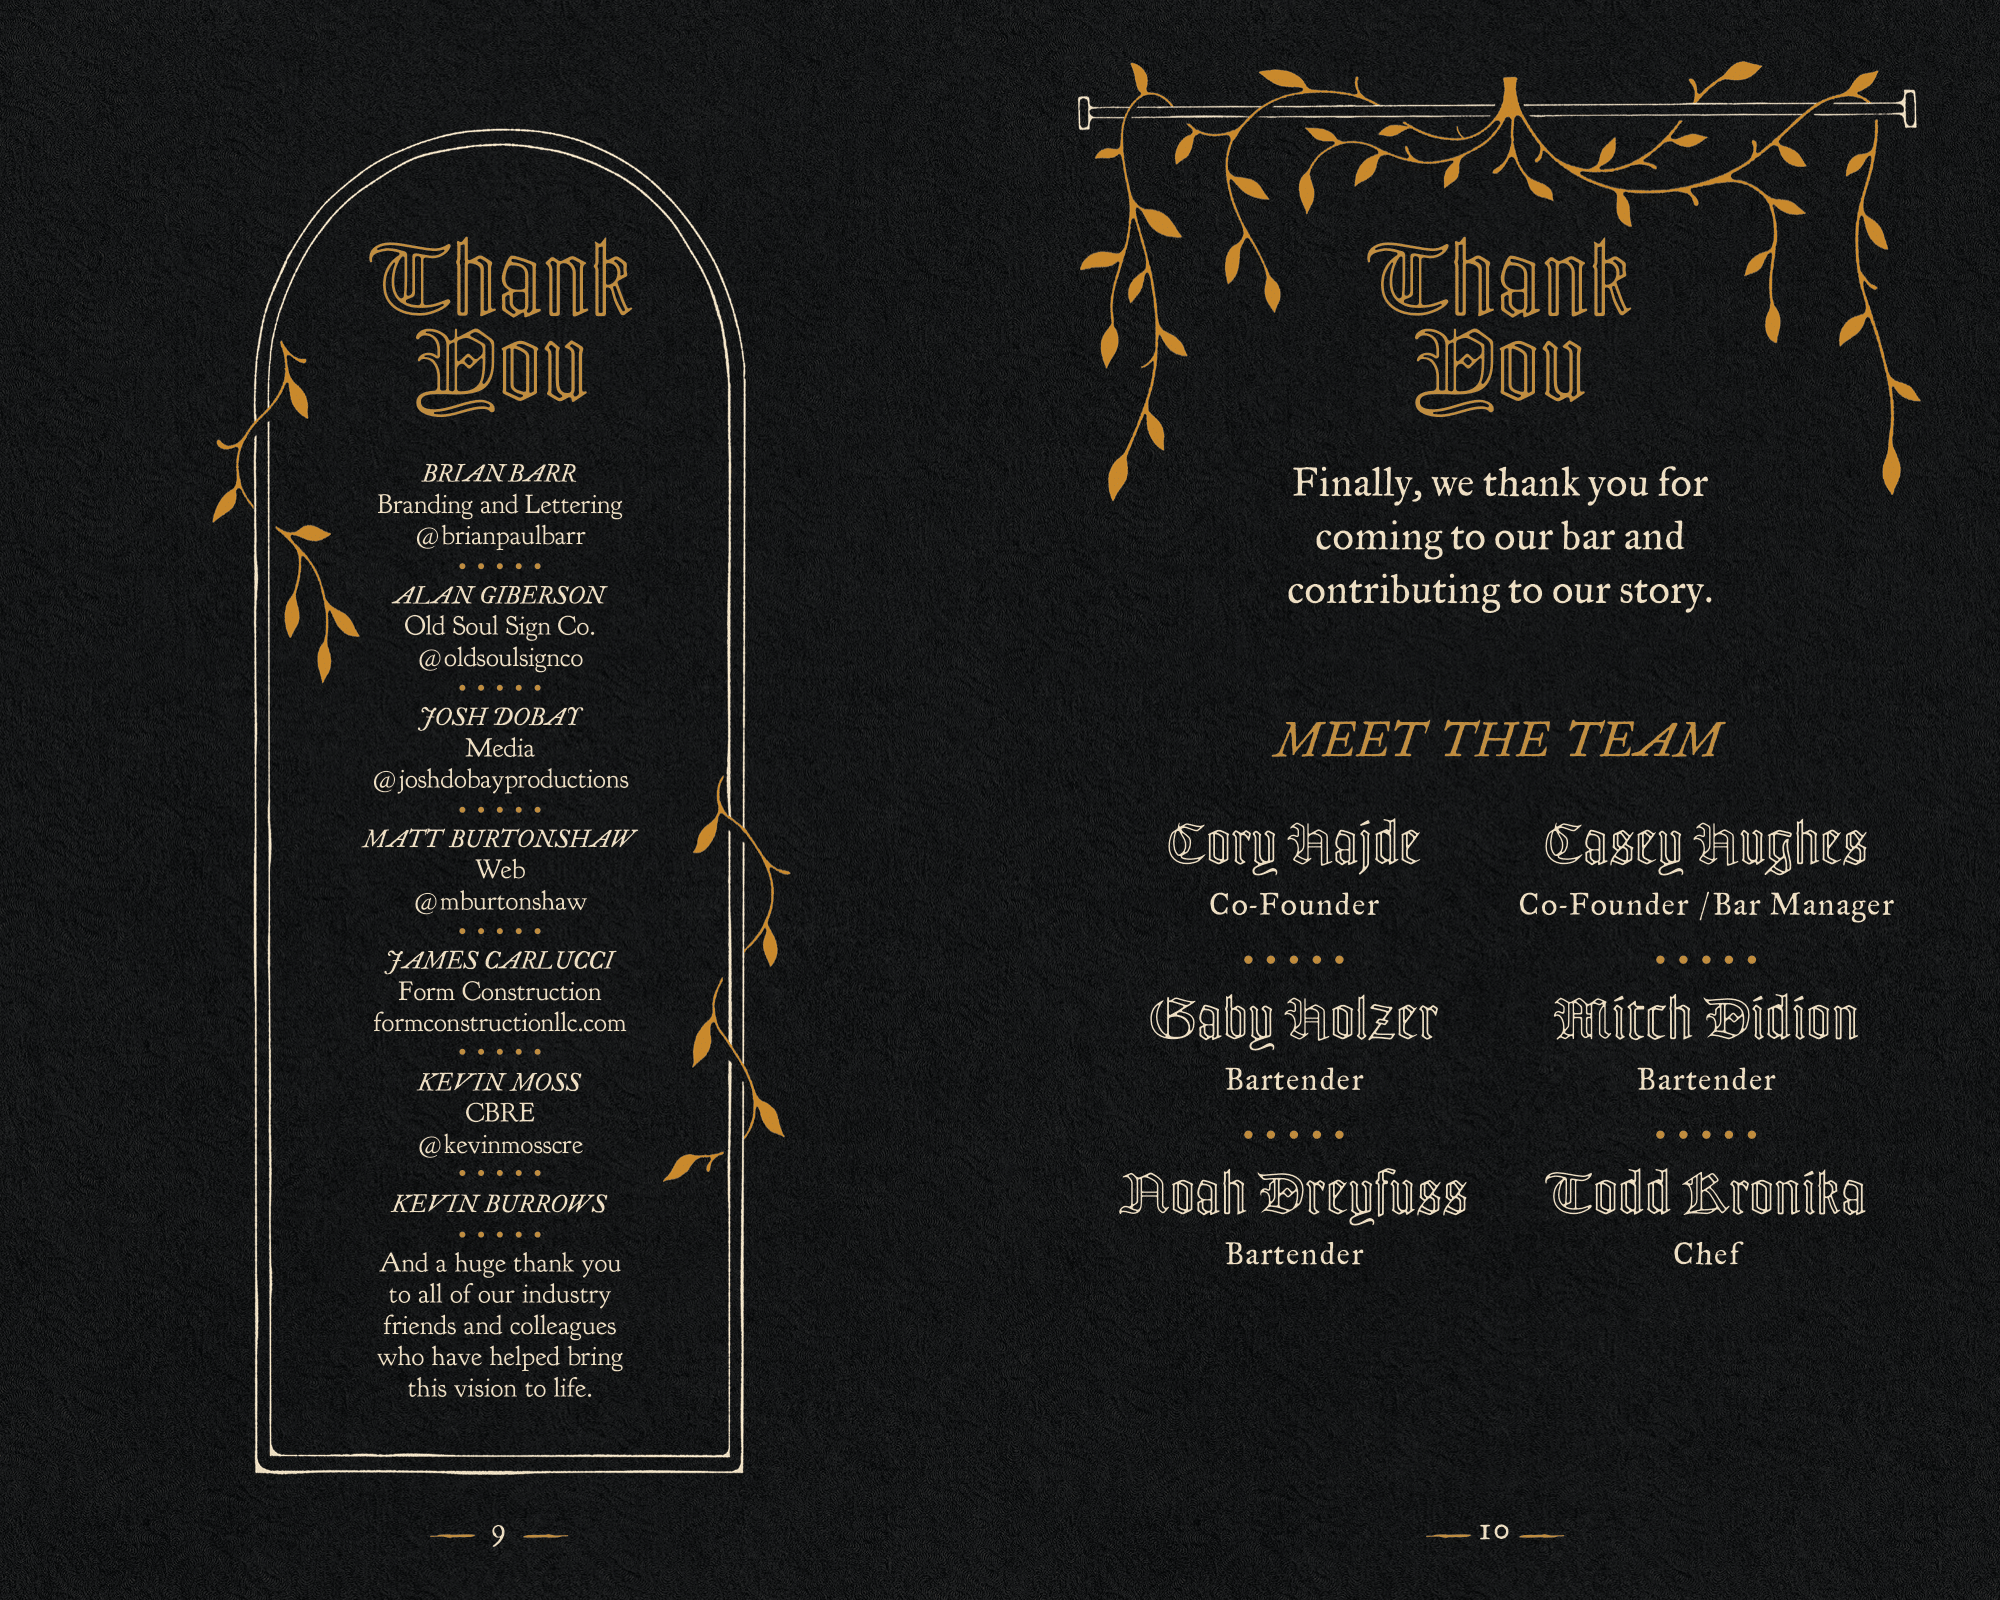 Thank
You
BRIAN BARR
Branding and Lettering
@brianpaulbarr
ALAN GIBERSON
Old Soul Sign Co.
@oldsoulsignco
JOSH DOBAY
Media
@joshdobayproductions
MATT BURTONSHAW
Web
@mburtonshaw
JAMES CARLUCCI
Form Construction
formconstructionllc.com
KEVIN MOSS
CBRE
@kevinmosscre
KEVIN BURROWS
And a huge thank you
to all of our industry
friends and colleagues
who have helped bring
this vision to life.
9
Thank
You
Finally, we thank you for
coming to our bar and
contributing to our story.
MEET THE TEAM
Cory Hajde
Co-Founder
Casey Hughes
Co-Founder / Bar Manager
Gaby Holzer
Bartender
Mitch Didion
Bartender
Noah Dreyfuss
Bartender
Todd Kronika
Chef
10